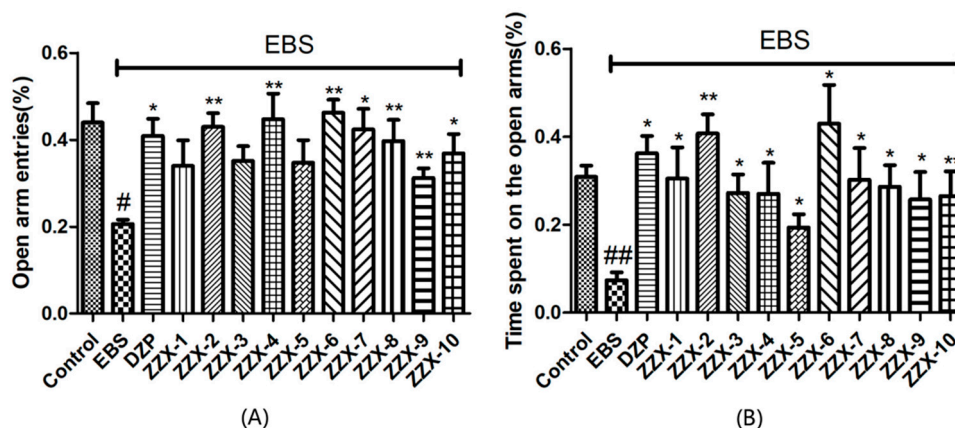 EBS
Open arm entries(%)
0.6
0.4
0.2
0.0
#
*
**
**
**
*
**
**
*
Control
EBS
DZP
ZZX-1
ZZX-2
ZZX-3
ZZX-4
ZZX-5
ZZX-6
ZZX-7
ZZX-8
ZZX-9
ZZX-10
(A)
EBS
Time spent on the open arms(%)
0.6
0.4
0.2
0.0
##
*
*
**
*
*
*
*
*
*
*
**
Control
EBS
DZP
ZZX-1
ZZX-2
ZZX-3
ZZX-4
ZZX-5
ZZX-6
ZZX-7
ZZX-8
ZZX-9
ZZX-10
(B)